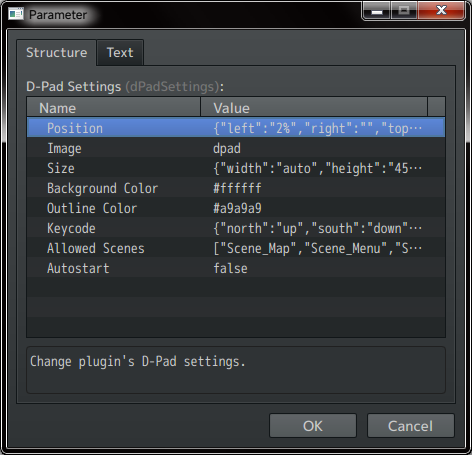 Parameter
Structure Text
D-Pad Settings (dPadSettings):
Name Value
Position {"left":"2%","right":"","top…
Image dpad
Size {"width":"auto","height":"45…
Background Color #ffffff
Outline Color #a9a9a9
Keycode {"north":"up","south":"down"…
Allowed Scenes ["Scene_Map","Scene_Menu","S…
Autostart false
Change plugin's D-Pad settings.
OK Cancel